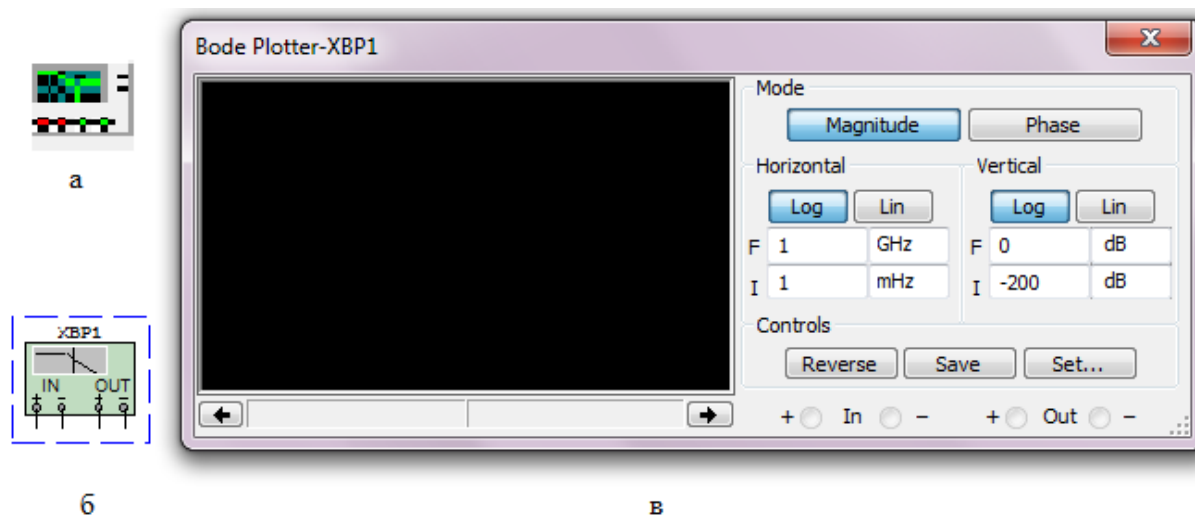 Bode Plotter-XBP1
Mode
Magnitude Phase
Horizontal Vertical
Log Lin Log Lin
F 1 GHz F 0 dB
I 1 mHz I -200 dB
Controls
Reverse Save Set...
+ In - + Out -
а
XBP1
IN OUT
+ - + -
б
в